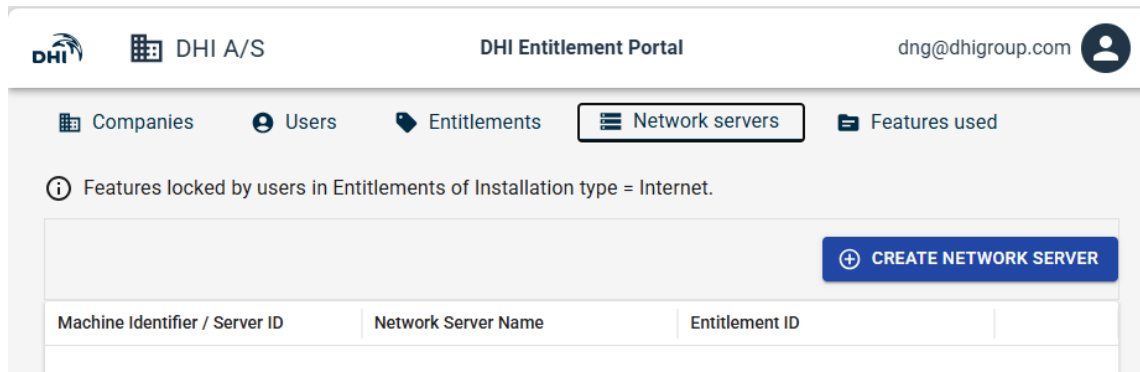 DHI DHI A/S DHI Entitlement Portal dng@dhigroup.com
Companies Users Entitlements Network servers Features used
Features locked by users in Entitlements of Installation type = Internet.
CREATE NETWORK SERVER
Machine Identifier / Server ID Network Server Name Entitlement ID